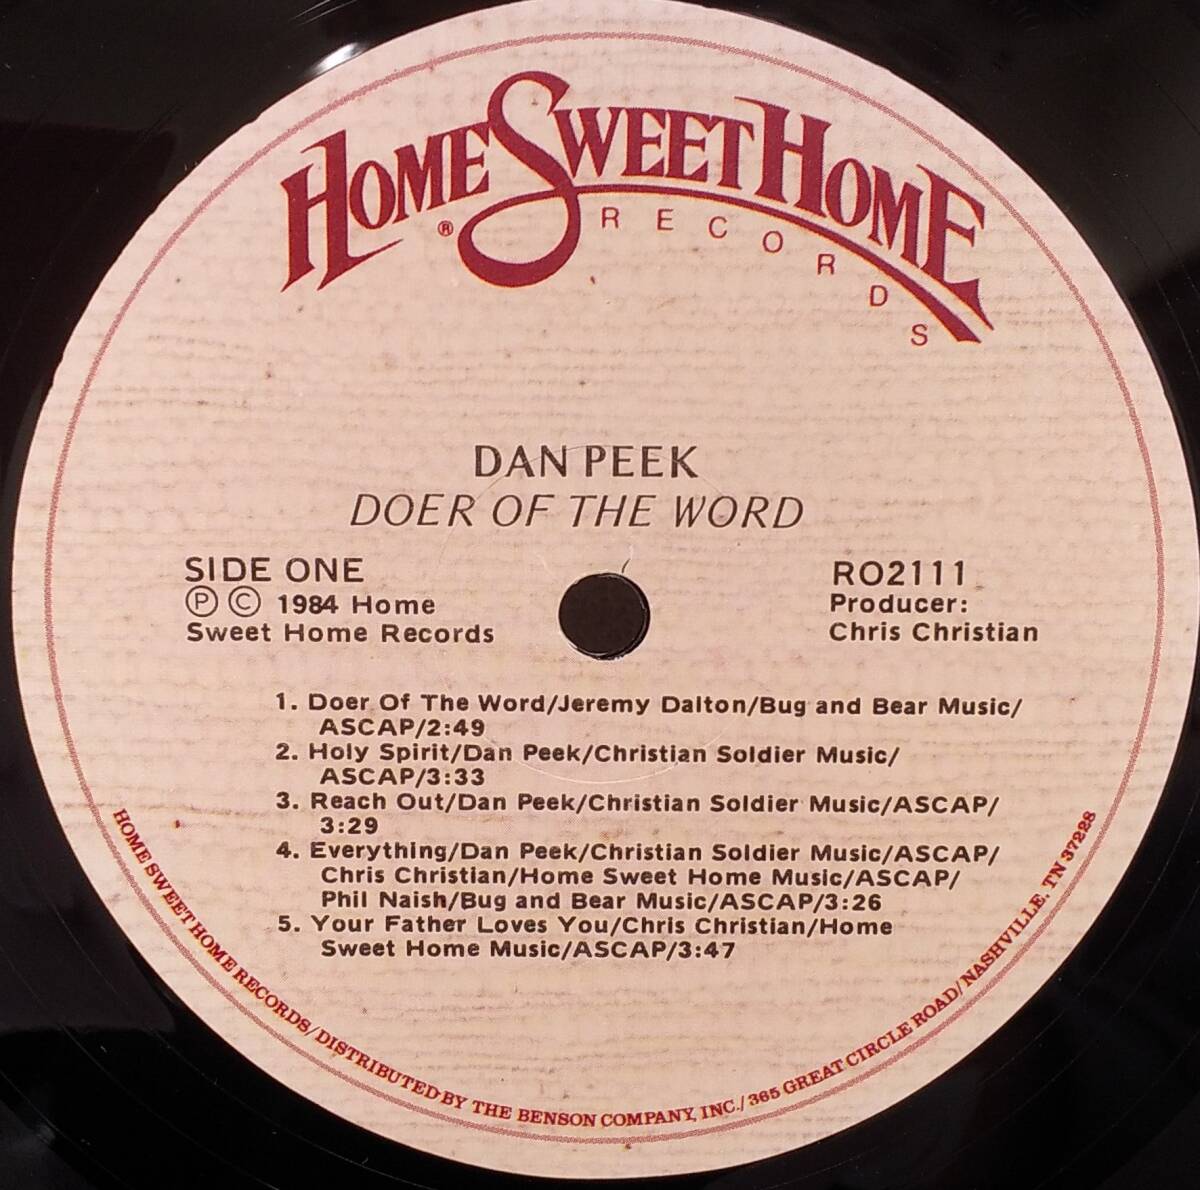 HOME SWEET HOME
®
RECORDS
DAN PEEK
DOER OF THE WORD
SIDE ONE
Ⓟ Ⓒ 1984 Home
Sweet Home Records
RO2111
Producer:
Chris Christian
1. Doer Of The Word/Jeremy Dalton/Bug and Bear Music/
ASCAP/2:49
2. Holy Spirit/Dan Peek/Christian Soldier Music/
ASCAP/3:33
3. Reach Out/Dan Peek/Christian Soldier Music/ASCAP/
3:29
4. Everything/Dan Peek/Christian Soldier Music/ASCAP/
Chris Christian/Home Sweet Home Music/ASCAP/
Phil Naish/Bug and Bear Music/ASCAP/3:26
5. Your Father Loves You/Chris Christian/Home
Sweet Home Music/ASCAP/3:47
HOME SWEET HOME RECORDS/DISTRIBUTED BY THE BENSON COMPANY, INC./365 GREAT CIRCLE ROAD/NASHVILLE, TN 37228